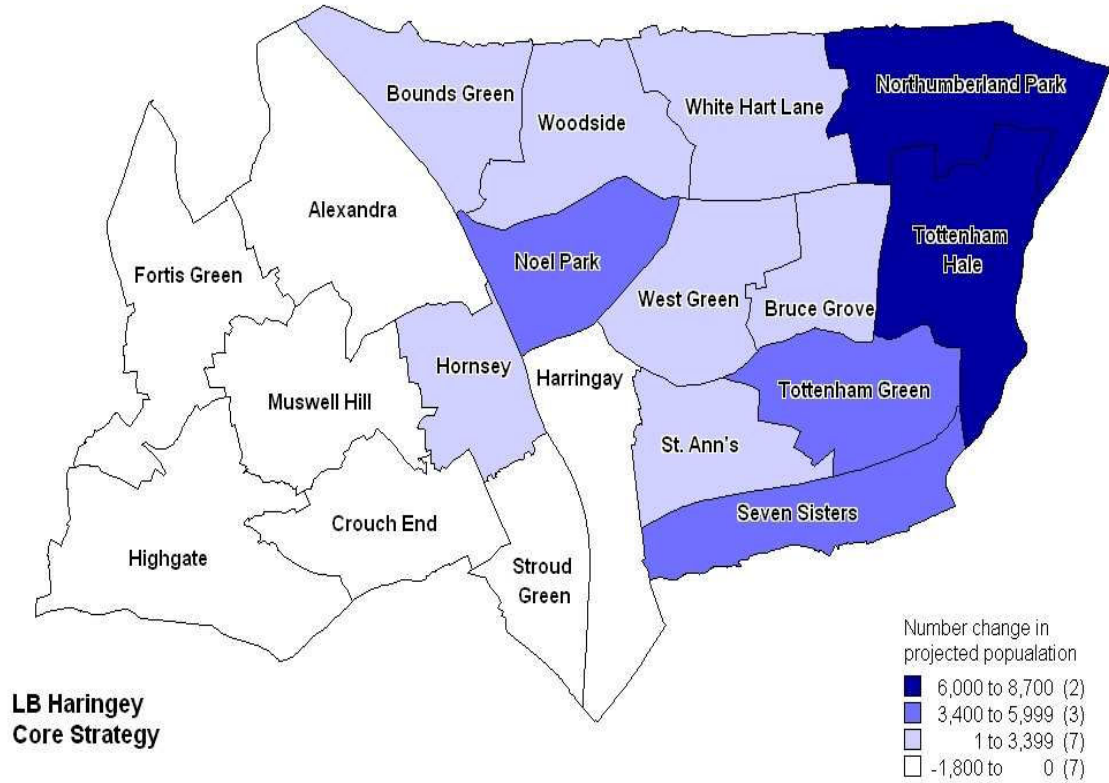 Bounds Green
Woodside
White Hart Lane
Northumberland Park
Alexandra
Fortis Green
Noel Park
Tottenham
Hale
West Green
Bruce Grove
Hornsey
Harringay
Muswell Hill
Tottenham Green
St. Ann's
Crouch End
Seven Sisters
Highgate
Stroud
Green
LB Haringey
Core Strategy
Number change in
projected popualation
6,000 to 8,700 (2)
3,400 to 5,999 (3)
1 to 3,399 (7)
-1,800 to 0 (7)